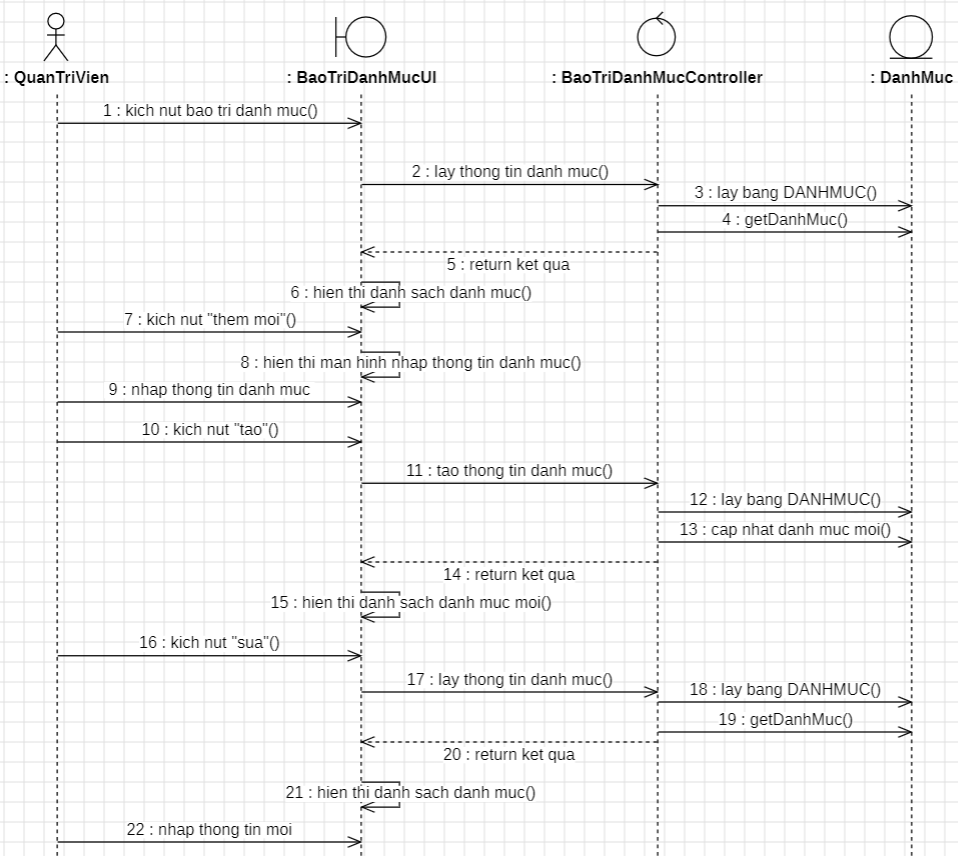 : QuanTriVien
: BaoTriDanhMucUI
: BaoTriDanhMucController
: DanhMuc
1 : kich nut bao tri danh muc()
2 : lay thong tin danh muc()
3 : lay bang DANHMUC()
4 : getDanhMuc()
5 : return ket qua
6 : hien thi danh sach danh muc()
7 : kich nut "them moi"()
8 : hien thi man hinh nhap thong tin danh muc()
9 : nhap thong tin danh muc
10 : kich nut "tao"()
11 : tao thong tin danh muc()
12 : lay bang DANHMUC()
13 : cap nhat danh muc moi()
14 : return ket qua
15 : hien thi danh sach danh muc moi()
16 : kich nut "sua"()
17 : lay thong tin danh muc()
18 : lay bang DANHMUC()
19 : getDanhMuc()
20 : return ket qua
21 : hien thi danh sach danh muc()
22 : nhap thong tin moi